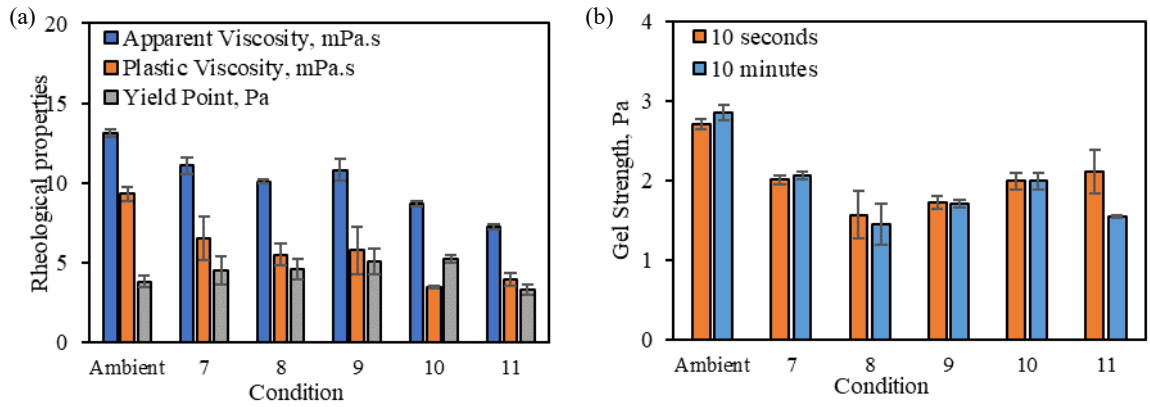 (a)
20
15
10
5
0
Rheological properties
Apparent Viscosity, mPa.s
Plastic Viscosity, mPa.s
Yield Point, Pa
Ambient 7 8 9 10 11
Condition
(b)
4
3
2
1
0
Gel Strength, Pa
10 seconds
10 minutes
Ambient 7 8 9 10 11
Condition